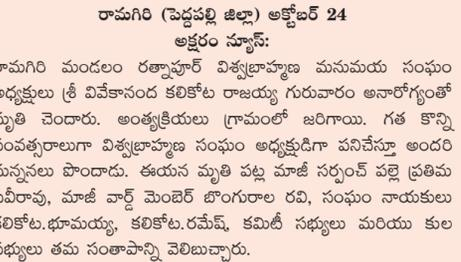 రామగిరి (పెద్దపల్లి జిల్లా) అక్టోబర్ 24
అక్షరం న్యూస్:
రామగిరి మండలం రత్నాపూర్ విశ్వబ్రాహ్మణ మనుమయ సంఘం
అధ్యక్షులు శ్రీ వివేకానంద కలికోట రాజయ్య గురువారం అనారోగ్యంతో
మృతి చెందారు. అంత్యక్రియలు గ్రామంలో జరిగాయి. గత కొన్ని
సంవత్సరాలుగా విశ్వబ్రాహ్మణ సంఘం అధ్యక్షుడిగా పనిచేస్తూ అందరి
మన్ననలు పొందాడు. ఈయన మృతి పట్ల మాజీ సర్పంచ్ పల్లె ప్రతిమ
పివీరావు, మాజీ వార్డ్ మెంబెర్ బొంగురాల రవి, సంఘం నాయకులు
కలికోట.భూమయ్య, కలికోట.రమేష్, కమిటీ సభ్యులు మరియు కుల
సభ్యులు తమ సంతాపాన్ని వెలిబుచ్చారు.